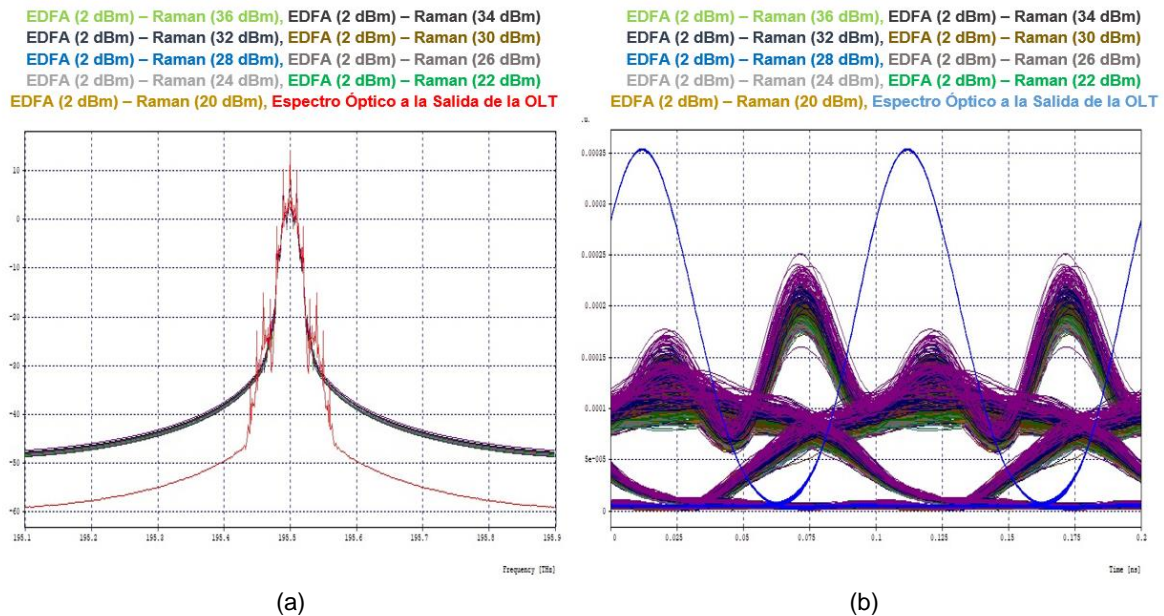 EDFA (2 dBm) – Raman (36 dBm), EDFA (2 dBm) – Raman (34 dBm)
EDFA (2 dBm) – Raman (32 dBm), EDFA (2 dBm) – Raman (30 dBm)
EDFA (2 dBm) – Raman (28 dBm), EDFA (2 dBm) – Raman (26 dBm)
EDFA (2 dBm) – Raman (24 dBm), EDFA (2 dBm) – Raman (22 dBm)
EDFA (2 dBm) – Raman (20 dBm), Espectro Óptico a la Salida de la OLT
10
0
-10
-20
-30
-40
-50
-60
195.1 195.2 195.3 195.4 195.5 195.6 195.7 195.8 195.9
Frequency [THz]
(a)
EDFA (2 dBm) – Raman (36 dBm), EDFA (2 dBm) – Raman (34 dBm)
EDFA (2 dBm) – Raman (32 dBm), EDFA (2 dBm) – Raman (30 dBm)
EDFA (2 dBm) – Raman (28 dBm), EDFA (2 dBm) – Raman (26 dBm)
EDFA (2 dBm) – Raman (24 dBm), EDFA (2 dBm) – Raman (22 dBm)
EDFA (2 dBm) – Raman (20 dBm), Espectro Óptico a la Salida de la OLT
.u.
0.00035
0.0003
0.00025
0.0002
0.00015
0.0001
5e-005
0
0 0.025 0.05 0.075 0.1 0.125 0.15 0.175 0.2
Time [ns]
(b)